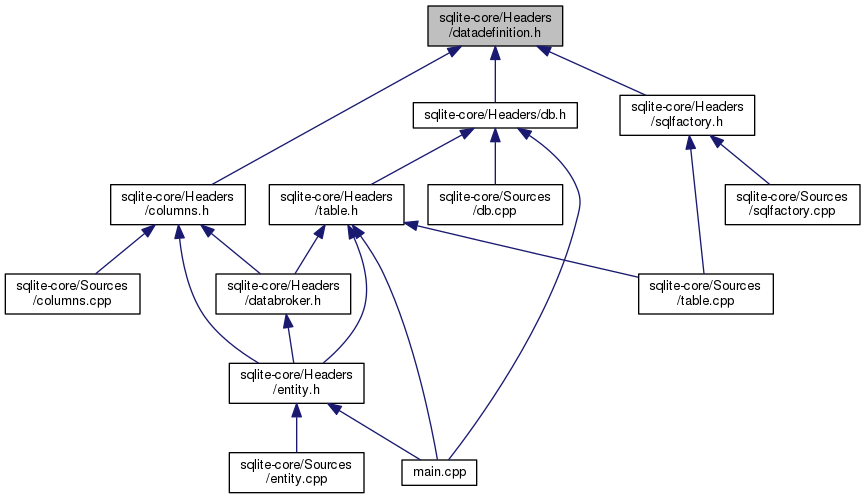 sqlite-core/Headers
/datadefinition.h
sqlite-core/Headers/db.h
sqlite-core/Headers
/sqlfactory.h
sqlite-core/Headers
/columns.h
sqlite-core/Headers
/table.h
sqlite-core/Sources
/db.cpp
sqlite-core/Sources
/sqlfactory.cpp
sqlite-core/Sources
/columns.cpp
sqlite-core/Headers
/databroker.h
sqlite-core/Sources
/table.cpp
sqlite-core/Headers
/entity.h
sqlite-core/Sources
/entity.cpp
main.cpp